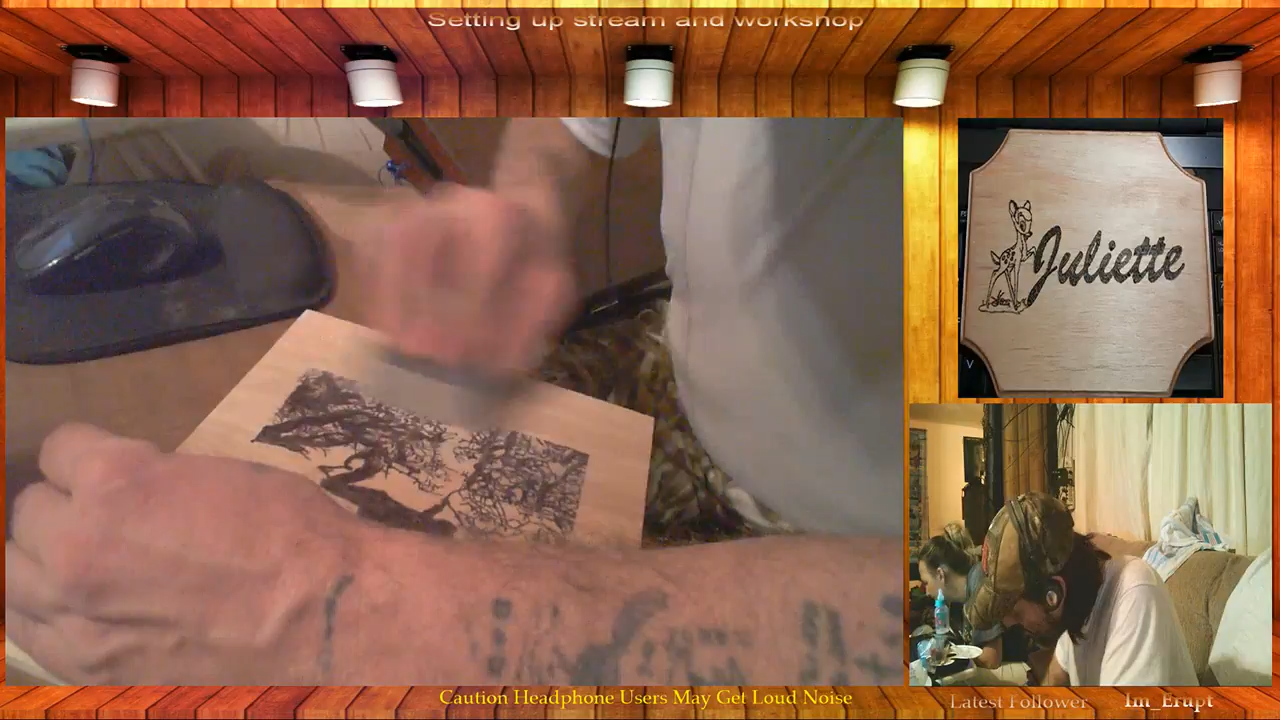 Setting up stream and workshop
Juliette
V
Caution Headphone Users May Get Loud Noise
Latest Follower Im_Erupt